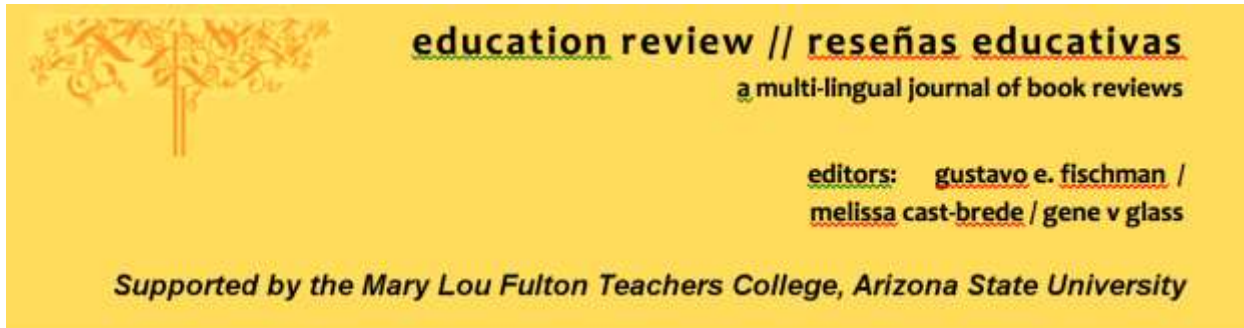 education review // reseñas educativas
a multi-lingual journal of book reviews
editors: gustavo e. fischman /
melissa cast-brede / gene v glass
Supported by the Mary Lou Fulton Teachers College, Arizona State University